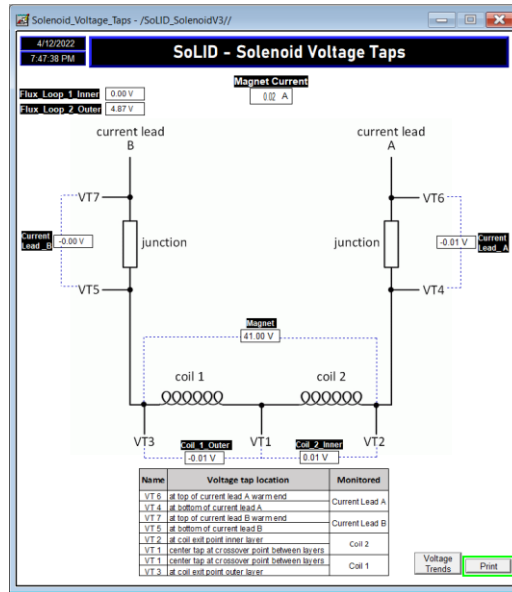 Solenoid_Voltage_Taps - /SoLID_SolenoidV3//
4/12/2022
7:47:38 PM
SoLID - Solenoid Voltage Taps
Magnet Current
0.02 A
Flux_Loop_1_Inner 0.00 V
Flux_Loop_2_Outer 4.87 V
current lead
B
current lead
A
VT7
VT6
Current
Lead_B
-0.00 V
junction
junction
-0.01 V
Current
Lead_A
VT5
VT4
Magnet
41.00 V
coil 1
coil 2
VT3
Coil_1_Outer
-0.01 V
VT1
Coil_2_Inner
0.01 V
VT2
Name Voltage tap location Monitored
VT 6 at top of current lead A warm end Current Lead A
VT 4 at bottom of current lead A
VT 7 at top of current lead B warm end Current Lead B
VT 5 at bottom of current lead B
VT 2 at coil exit point inner layer Coil 2
VT 1 center tap at crossover point between layers
VT 1 center tap at crossover point between layers Coil 1
VT 3 at coil exit point outer layer
Voltage
Trends
Print